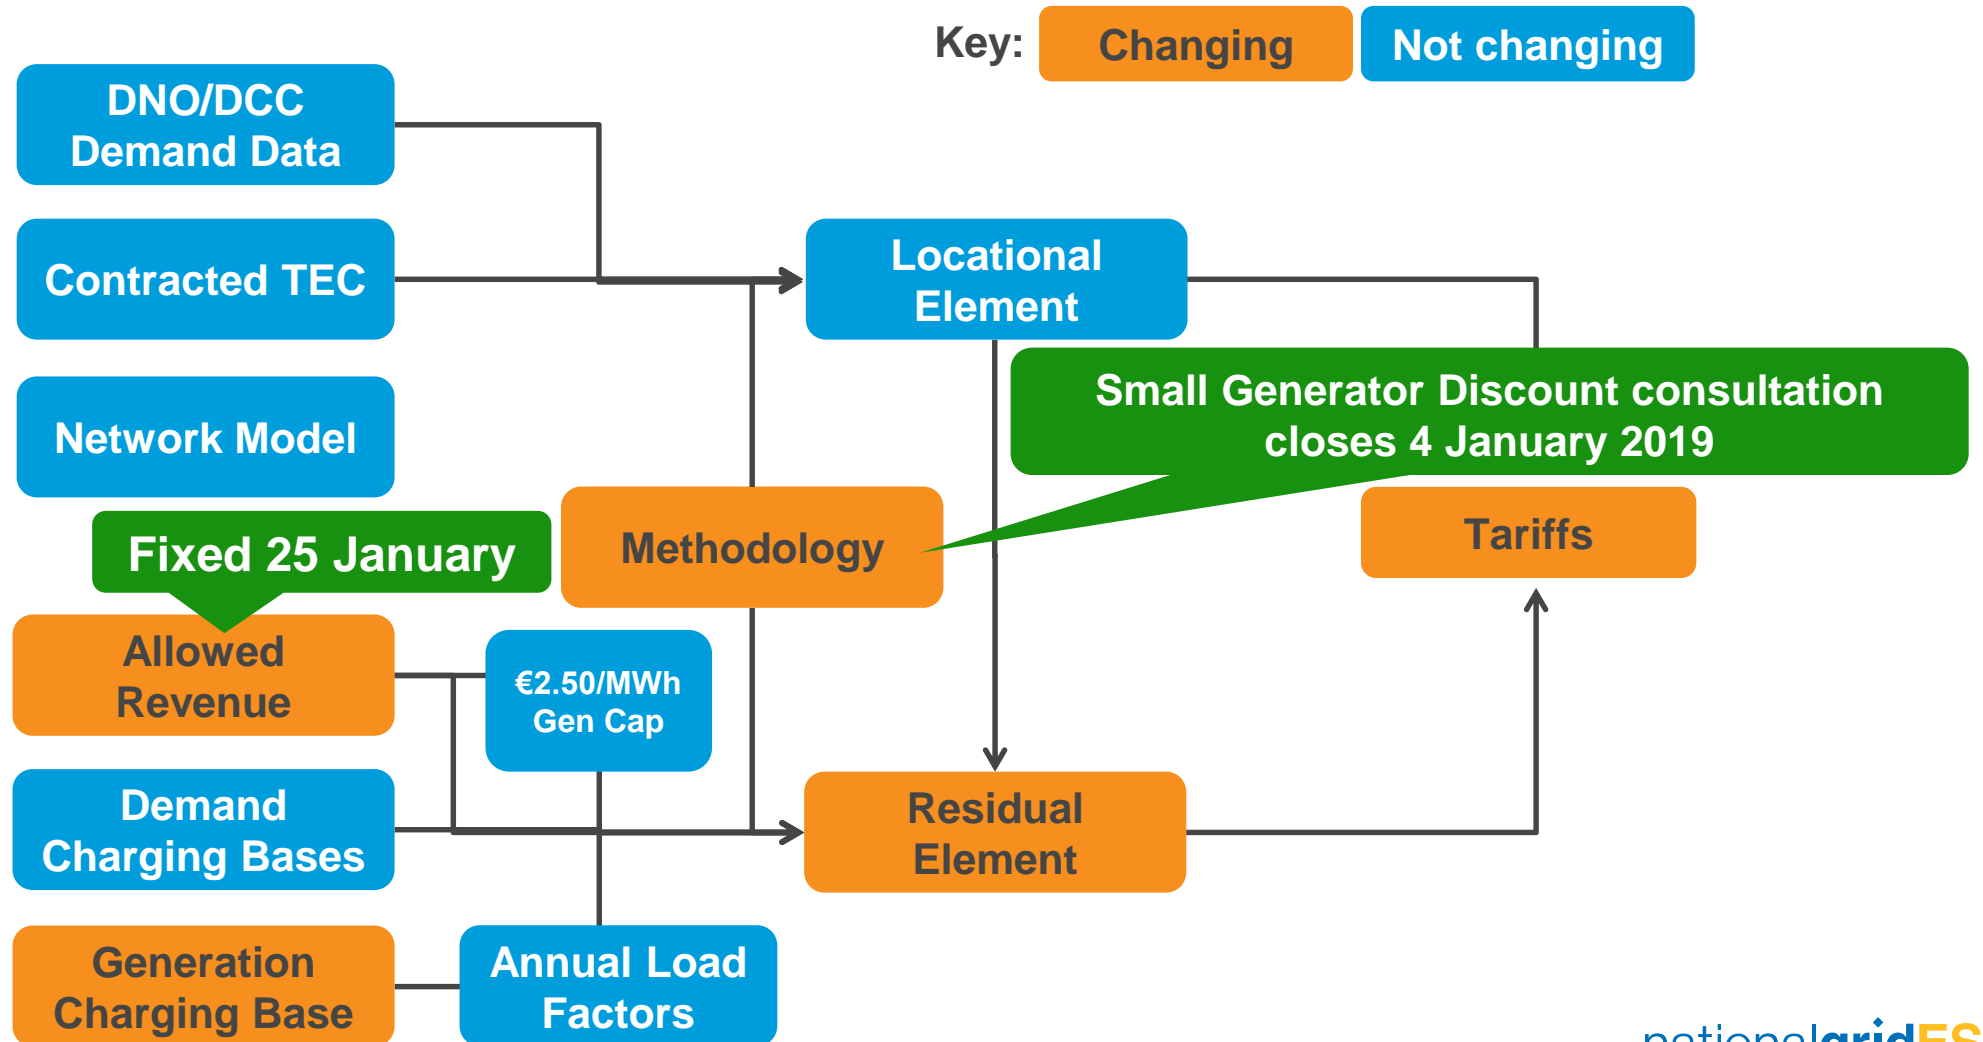 Key:
Changing
Not changing
DNO/DCC
Demand Data
Contracted TEC
Locational
Element
Network Model
Small Generator Discount consultation
closes 4 January 2019
Fixed 25 January
Methodology
Tariffs
Allowed
Revenue
€2.50/MWh
Gen Cap
Demand
Charging Bases
Residual
Element
Generation
Charging Base
Annual Load
Factors
nationalgridES